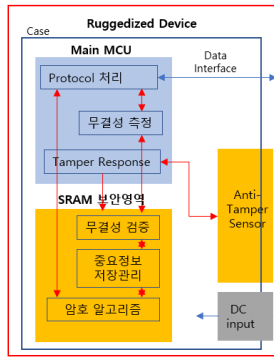 Ruggedized Device
Case
Main MCU
Data
Interface
Protocol 처리
무결성 측정
Tamper Response
SRAM 보안영역
무결성 검증
중요정보
저장관리
암호 알고리즘
Anti-
Tamper
Sensor
DC
input